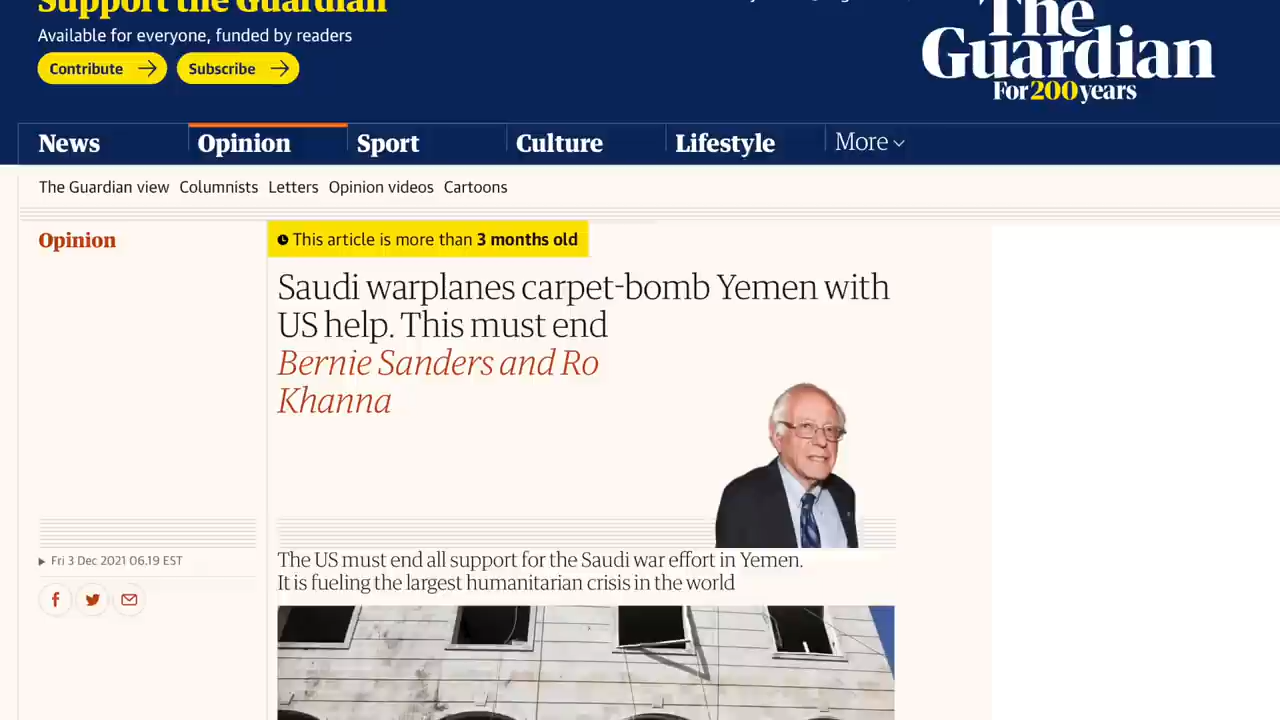 Support the Guardian
Available for everyone, funded by readers
Contribute
Subscribe
The
Guardian
For 200 years
News
Opinion
Sport
Culture
Lifestyle
More
The Guardian view
Columnists
Letters
Opinion videos
Cartoons
Opinion
This article is more than 3 months old
Saudi warplanes carpet-bomb Yemen with
US help. This must end
Bernie Sanders and Ro
Khanna
Fri 3 Dec 2021 06.19 EST
The US must end all support for the Saudi war effort in Yemen.
It is fueling the largest humanitarian crisis in the world